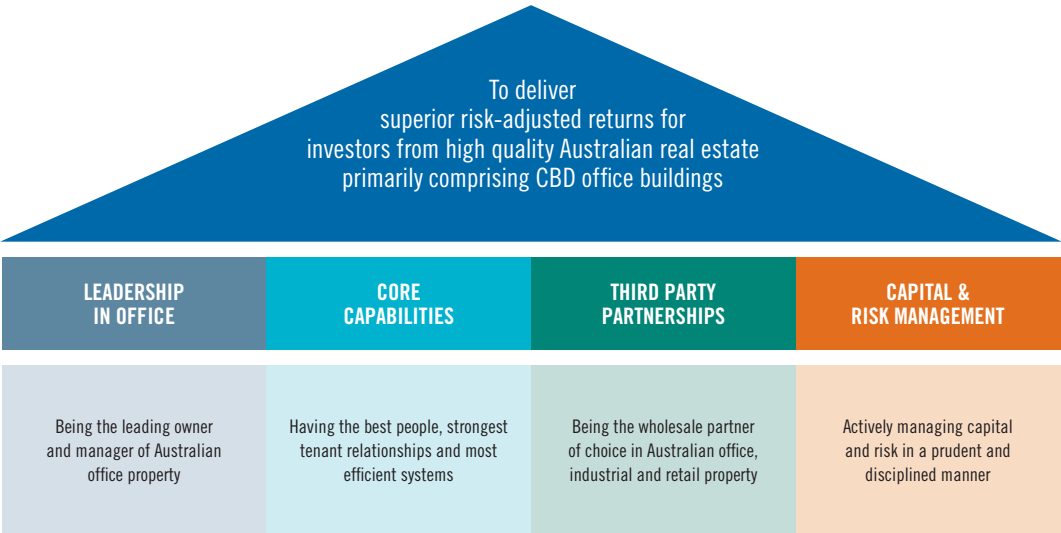 To deliver
superior risk-adjusted returns for
investors from high quality Australian real estate
primarily comprising CBD office buildings
LEADERSHIP
IN OFFICE
CORE
CAPABILITIES
THIRD PARTY
PARTNERSHIPS
CAPITAL &
RISK MANAGEMENT
Being the leading owner
and manager of Australian
office property
Having the best people, strongest
tenant relationships and most
efficient systems
Being the wholesale partner
of choice in Australian office,
industrial and retail property
Actively managing capital
and risk in a prudent and
disciplined manner